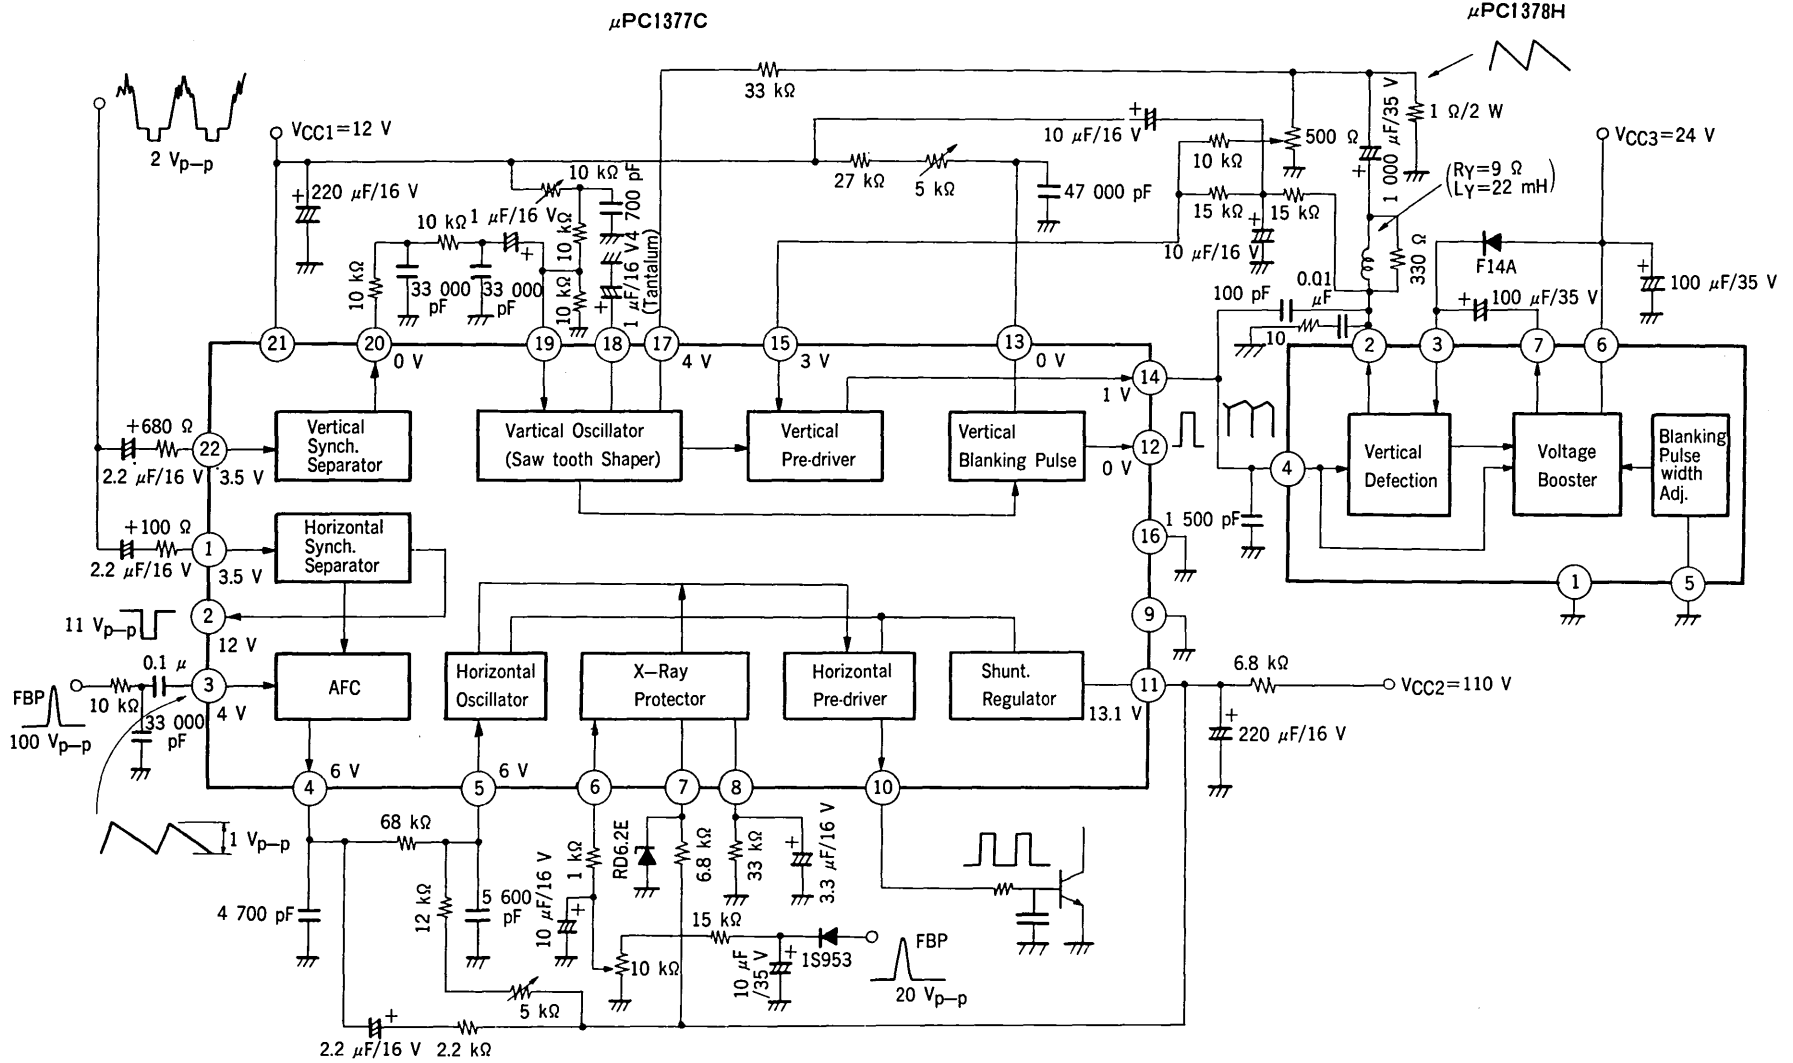 μPC1377C
μPC1378H
2 Vp-p
VCC1=12 V
33 kΩ
10 μF/16 V
500 Ω
1 000 μF/35 V
1 Ω/2 W
VCC3=24 V
(Ry=9 Ω
Ly=22 mH)
+
220 μF/16 V
10 kΩ
1 μF/16 V
+
10 kΩ
10 kΩ
10 kΩ
4 700 pF
10 kΩ
33 000
pF
33 000
pF
+
1 μF/16 V
(Tantalum)
27 kΩ
5 kΩ
47 000 pF
+
10 kΩ
15 kΩ
15 kΩ
+
10 μF/16 V
+
330 Ω
F14A
+
100 μF/35 V
+
100 μF/35 V
100 pF
0.01
μF
10
21
20
0 V
19
18
17
4 V
15
3 V
13
0 V
14
1 V
2
3
7
6
+680 Ω
2.2 μF/16 V
22
3.5 V
Vertical
Synch.
Separator
Vartical Oscillator
(Saw tooth Shaper)
Vertical
Pre-driver
Vertical
Blanking Pulse
12
0 V
4
Vertical
Defection
Voltage
Booster
Blanking
Pulse
width
Adj.
1 500 pF
+100 Ω
2.2 μF/16 V
1
3.5 V
Horizontal
Synch.
Separator
16
1
5
11 Vp-p
2
12 V
9
0.1 μ
FBP
10 kΩ
100 Vp-p
33 000
pF
3
4 V
AFC
Horizontal
Oscillator
X-Ray
Protector
Horizontal
Pre-driver
Shunt.
Regulator
11
13.1 V
6.8 kΩ
VCC2=110 V
+
220 μF/16 V
4
6 V
5
6 V
6
7
8
10
1 Vp-p
68 kΩ
4 700 pF
12 kΩ
5 600
pF
10 μF/16 V
+
1 kΩ
RD6.2E
6.8 kΩ
33 kΩ
+
3.3 μF/16 V
15 kΩ
10 kΩ
10 μF
/35 V
+
1S953
FBP
20 Vp-p
5 kΩ
+
2.2 μF/16 V
2.2 kΩ